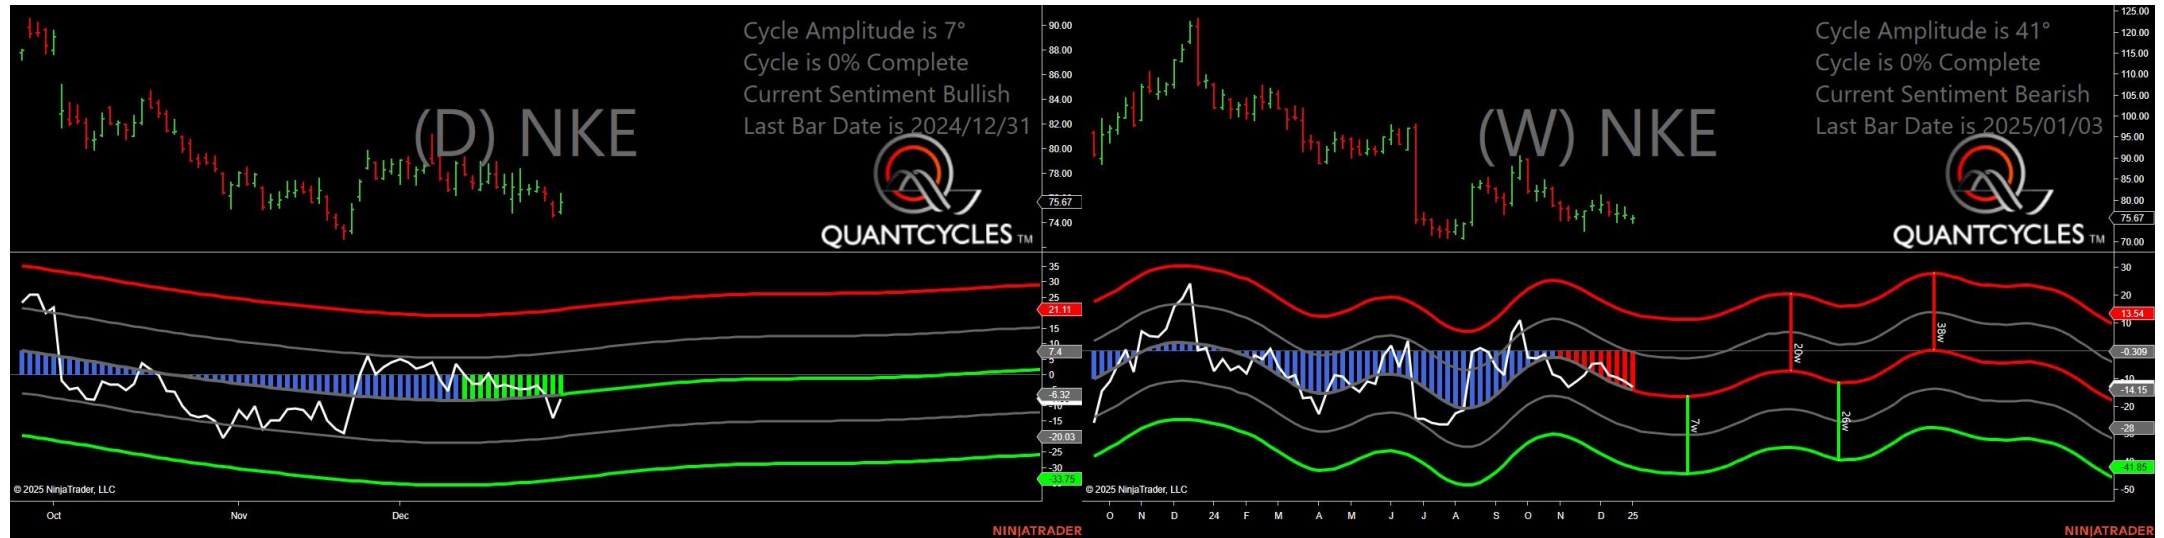 Cycle Amplitude is 7°
Cycle is 0% Complete
Current Sentiment Bullish
Last Bar Date is 2024/12/31
(D) NKE
QUANTCYCLES TM
90.00
88.00
86.00
84.00
82.00
80.00
78.00
75.67
74.00
35
30
25
21.11
15
10
7.4
5
0
-6.32
-10
-15
-20.03
-25
-30
-33.75
© 2025 NinjaTrader, LLC
Oct Nov Dec
NINJATRADER
Cycle Amplitude is 41°
Cycle is 0% Complete
Current Sentiment Bearish
Last Bar Date is 2025/01/03
(W) NKE
QUANTCYCLES TM
125.00
120.00
115.00
110.00
105.00
100.00
95.00
90.00
85.00
80.00
75.67
70.00
30
20
13.54
10
-0.309
-10
-14.15
-20
-28
-41.85
-50
7w
20w
26w
38w
© 2025 NinjaTrader, LLC
O N D 24 F M A M J J A S O N D 25
NINJATRADER